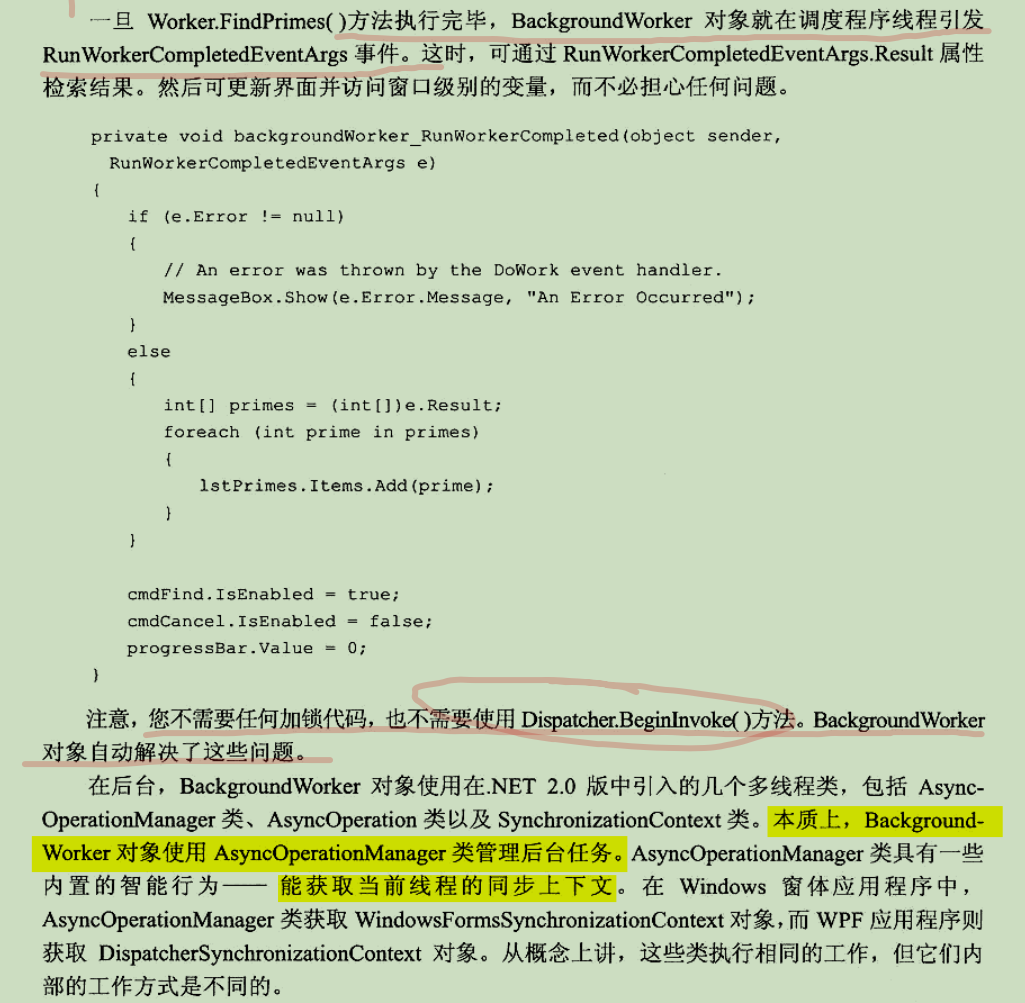 一旦 Worker.FindPrimes( )方法执行完毕，BackgroundWorker 对象就在调度程序线程引发
RunWorkerCompletedEventArgs 事件。这时，可通过 RunWorkerCompletedEventArgs.Result 属性
检索结果。然后可更新界面并访问窗口级别的变量，而不必担心任何问题。
private void backgroundWorker_RunWorkerCompleted(object sender,
RunWorkerCompletedEventArgs e)
{
if (e.Error != null)
{
// An error was thrown by the DoWork event handler.
MessageBox.Show(e.Error.Message, "An Error Occurred");
}
else
{
int[] primes = (int[])e.Result;
foreach (int prime in primes)
{
lstPrimes.Items.Add(prime);
}
}
cmdFind.IsEnabled = true;
cmdCancel.IsEnabled = false;
progressBar.Value = 0;
}
注意，您不需要任何加锁代码，也不需要使用 Dispatcher.BeginInvoke( )方法。BackgroundWorker
对象自动解决了这些问题。
在后台，BackgroundWorker 对象使用在.NET 2.0 版中引入的几个多线程类，包括 Async-
OperationManager 类、AsyncOperation 类以及 SynchronizationContext 类。本质上，Background-
Worker 对象使用 AsyncOperationManager 类管理后台任务。AsyncOperationManager 类具有一些
内置的智能行为——能获取当前线程的同步上下文。在 Windows 窗体应用程序中，
AsyncOperationManager 类获取 WindowsFormsSynchronizationContext 对象，而 WPF 应用程序则
获取 DispatcherSynchronizationContext 对象。从概念上讲，这些类执行相同的工作，但它们内
部的工作方式是不同的。